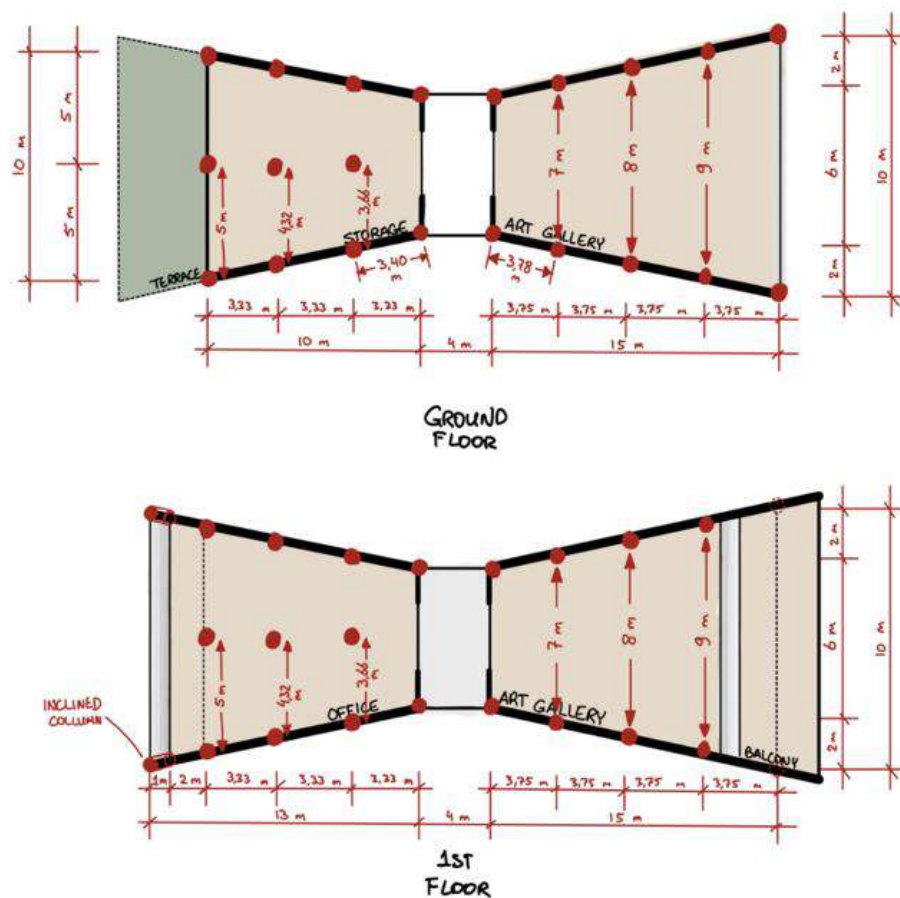 10 m
5 m
5 m
5 m
4,32 m
3,66 m
STORAGE
TERRACE
3,40 m
3,33 m
3,33 m
3,33 m
10 m
4 m
ART GALLERY
7 m
8 m
9 m
3,78 m
3,75 m
3,75 m
3,75 m
3,75 m
15 m
2 m
6 m
2 m
10 m
GROUND
FLOOR
INCLINED
COLUMN
5 m
4,32 m
3,66 m
OFFICE
1m
2 m
3,33 m
3,33 m
3,33 m
13 m
4 m
ART GALLERY
7 m
8 m
9 m
BALCONY
3,75 m
3,75 m
3,75 m
3,75 m
15 m
2 m
6 m
2 m
10 m
1ST
FLOOR